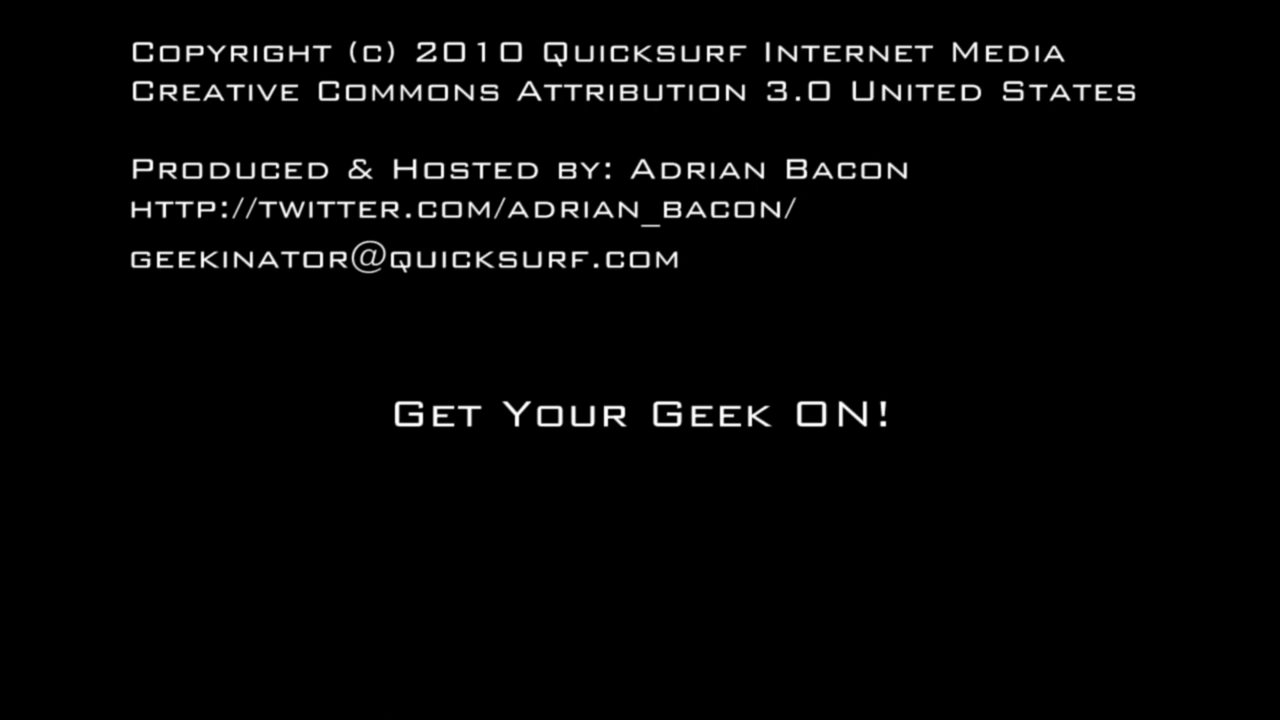 Copyright (c) 2010 Quicksurf Internet Media
Creative Commons Attribution 3.0 United States
Produced & Hosted by: Adrian Bacon
http://twitter.com/adrian_bacon/
geekinator@quicksurf.com
Get Your Geek ON!